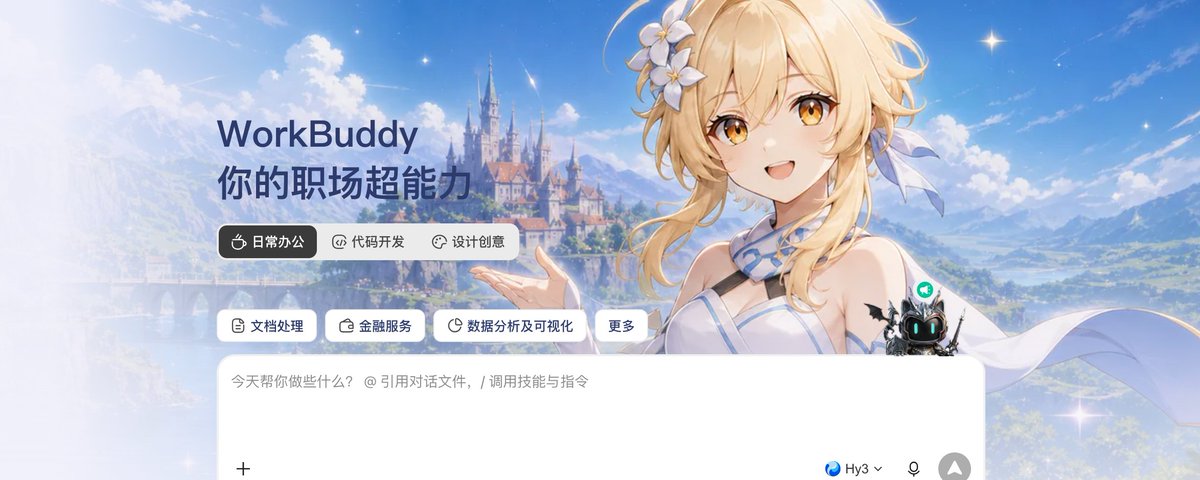 WorkBuddy
你的职场超能力
日常办公 代码开发 设计创意
文档处理 金融服务 数据分析及可视化 更多
今天帮你做些什么? @ 引用对话文件, / 调用技能与指令
Hy3